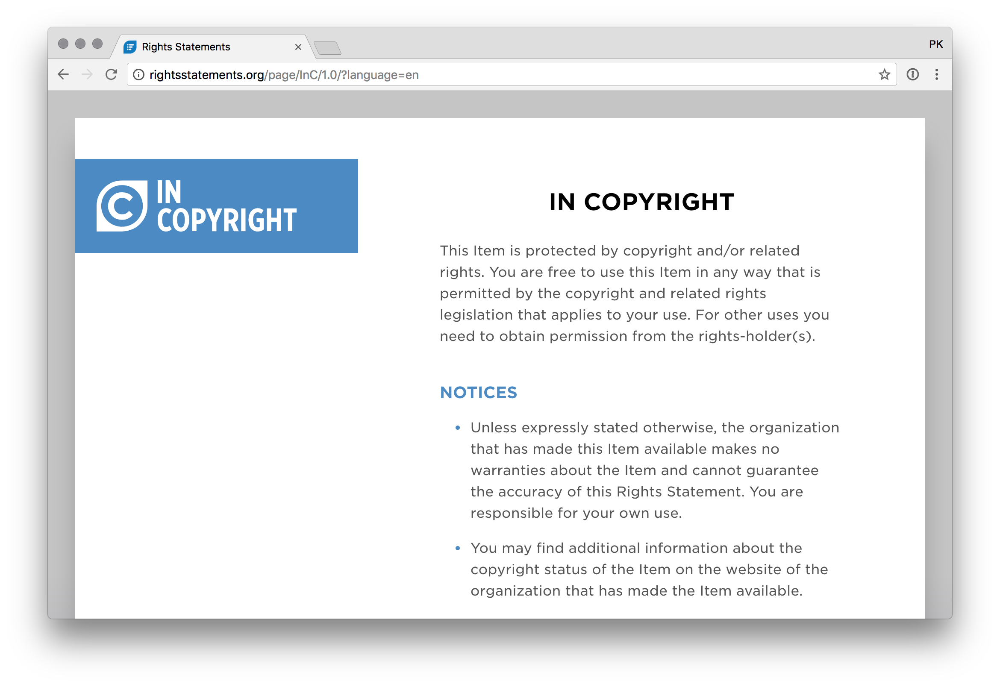 Rights Statements
PK
rightsstatements.org/page/InC/1.0/?language=en
IN
COPYRIGHT
IN COPYRIGHT
This Item is protected by copyright and/or related
rights. You are free to use this Item in any way that is
permitted by the copyright and related rights
legislation that applies to your use. For other uses you
need to obtain permission from the rights-holder(s).
NOTICES
• Unless expressly stated otherwise, the organization
that has made this Item available makes no
warranties about the Item and cannot guarantee
the accuracy of this Rights Statement. You are
responsible for your own use.
• You may find additional information about the
copyright status of the Item on the website of the
organization that has made the Item available.